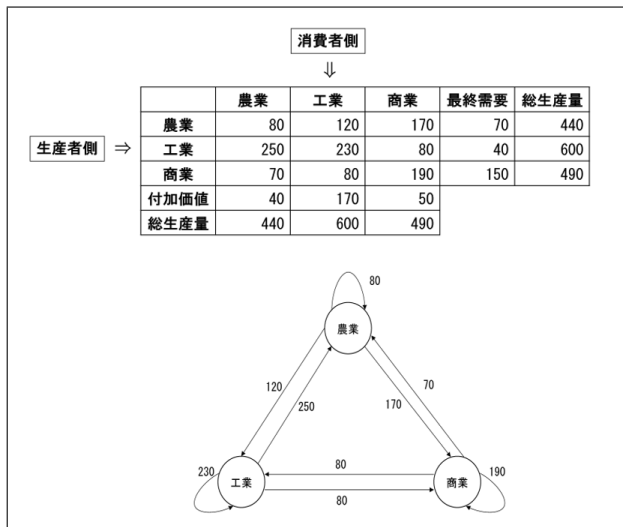 消費者側
⇓
農業 工業 商業 最終需要 総生産量
農業 80 120 170 70 440
生産者側 ⇒ 工業 250 230 80 40 600
商業 70 80 190 150 490
付加価値 40 170 50
総生産量 440 600 490
80
農業
120 70
250 170
230 80 190
工業 商業
80